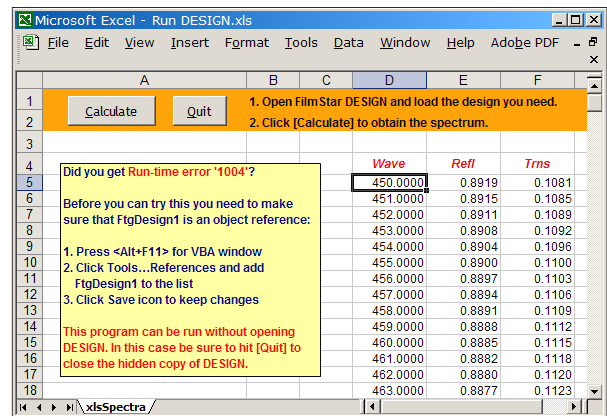 Microsoft Excel - Run DESIGN.xls
File Edit View Insert Format Tools Data Window Help Adobe PDF
A B C D E F
1 Calculate Quit 1. Open FilmStar DESIGN and load the design you need.
2 2. Click [Calculate] to obtain the spectrum.
3
4 Wave Refl Trns
Did you get Run-time error '1004'?
5 450.0000 0.8919 0.1081
6 451.0000 0.8915 0.1085
Before you can try this you need to make
7 452.0000 0.8911 0.1089
sure that FtgDesign1 is an object reference:
8 453.0000 0.8908 0.1092
9 454.0000 0.8904 0.1096
1. Press <Alt+F11> for VBA window
10 455.0000 0.8900 0.1100
2. Click Tools...References and add
11 456.0000 0.8897 0.1103
FtgDesign1 to the list
12 457.0000 0.8894 0.1106
3. Click Save icon to keep changes
13 458.0000 0.8891 0.1109
14 459.0000 0.8888 0.1112
This program can be run without opening
15 460.0000 0.8885 0.1115
DESIGN. In this case be sure to hit [Quit] to
16 461.0000 0.8882 0.1118
close the hidden copy of DESIGN.
17 462.0000 0.8880 0.1120
18 463.0000 0.8877 0.1123
xlsSpectra